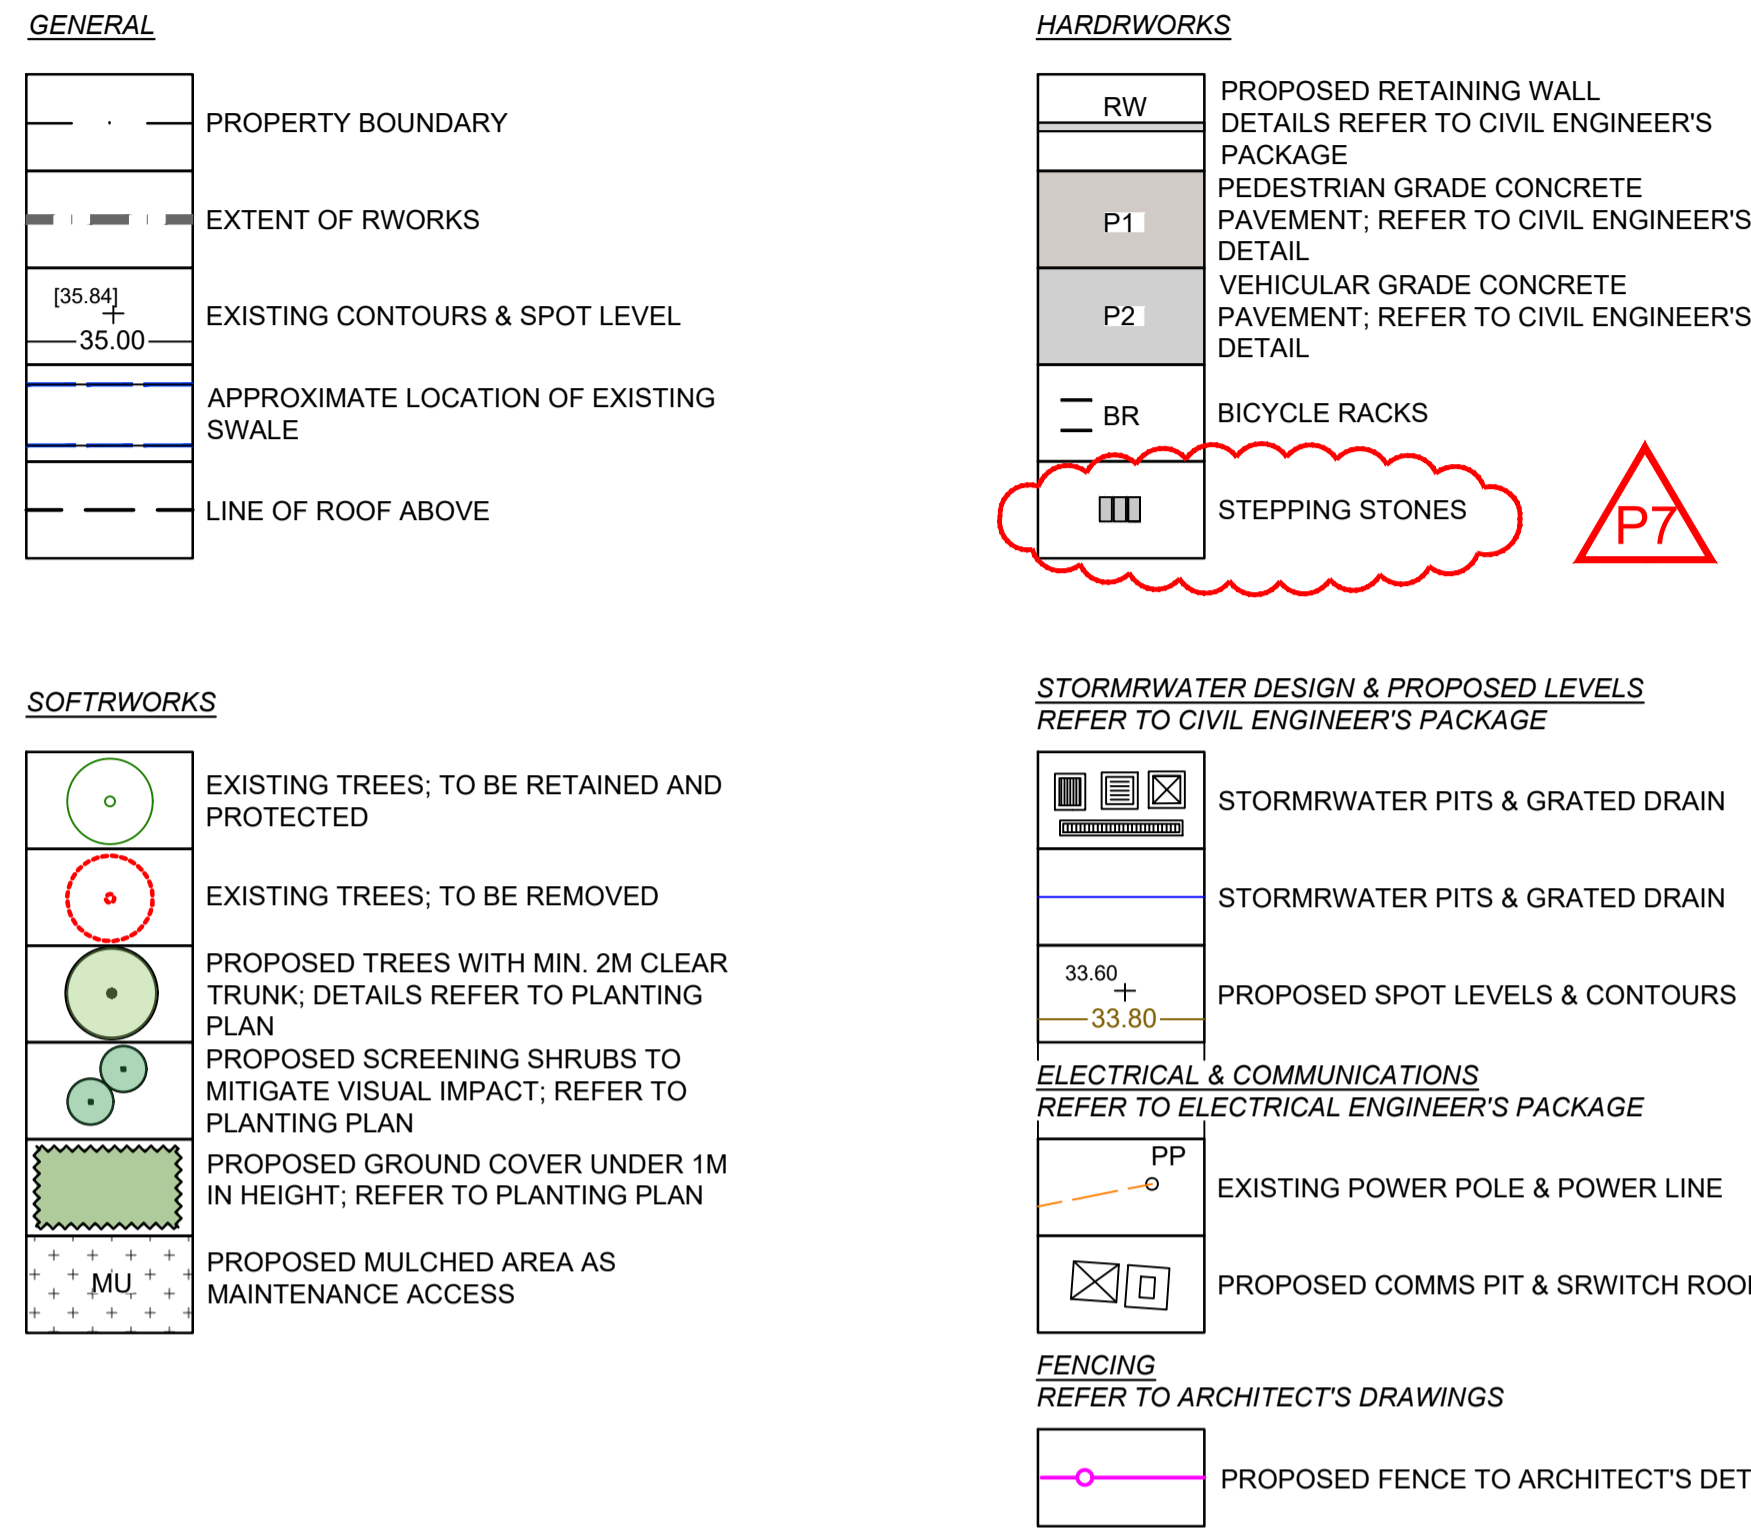 GENERAL
PROPERTY BOUNDARY
EXTENT OF RWORKS
[35.84]
35.00
EXISTING CONTOURS & SPOT LEVEL
APPROXIMATE LOCATION OF EXISTING
SWALE
LINE OF ROOF ABOVE
HARDRWORKS
RW
PROPOSED RETAINING WALL
DETAILS REFER TO CIVIL ENGINEER'S
PACKAGE
P1
PEDESTRIAN GRADE CONCRETE
PAVEMENT; REFER TO CIVIL ENGINEER'S
DETAIL
P2
VEHICULAR GRADE CONCRETE
PAVEMENT; REFER TO CIVIL ENGINEER'S
DETAIL
BR
BICYCLE RACKS
STEPPING STONES
P7
SOFTRWORKS
EXISTING TREES; TO BE RETAINED AND
PROTECTED
EXISTING TREES; TO BE REMOVED
PROPOSED TREES WITH MIN. 2M CLEAR
TRUNK; DETAILS REFER TO PLANTING
PLAN
PROPOSED SCREENING SHRUBS TO
MITIGATE VISUAL IMPACT; REFER TO
PLANTING PLAN
PROPOSED GROUND COVER UNDER 1M
IN HEIGHT; REFER TO PLANTING PLAN
MU
PROPOSED MULCHED AREA AS
MAINTENANCE ACCESS
STORMRWATER DESIGN & PROPOSED LEVELS
REFER TO CIVIL ENGINEER'S PACKAGE
STORMRWATER PITS & GRATED DRAIN
STORMRWATER PITS & GRATED DRAIN
33.60
33.80
PROPOSED SPOT LEVELS & CONTOURS
ELECTRICAL & COMMUNICATIONS
REFER TO ELECTRICAL ENGINEER'S PACKAGE
PP
EXISTING POWER POLE & POWER LINE
PROPOSED COMMS PIT & SRWITCH
FENCING
REFER TO ARCHITECT'S DRAWINGS
PROPOSED FENCE TO ARCHITECT'S DET